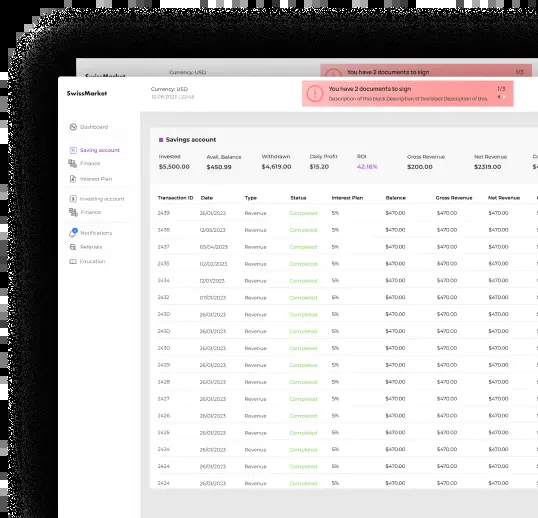 SwissMarket
Currency: USD
You have 2 documents to sign
1/3
SwissMarket
Currency: USD
12.08.2023 | 22:45
You have 2 documents to sign
Description of this block Description of this block Description of this.
1/3
Dashboard
Saving account
Finance
Interest Plan
Investing account
Finance
Notifications
Referrals
Education
Savings account
Invested Avail. Balance Withdrawn Daily Profit ROI Gross Revenue Net Revenue
$5,500.00 $450.99 $4,619.00 $15.20 42.16% $200.00 $2319.00
Transaction ID Date Type Status Interest Plan Balance Gross Revenue Net Revenue
2439 26/01/2023 Revenue Completed 5% $470.00 $470.00 $470.00
2438 12/05/2023 Revenue Completed 5% $470.00 $470.00 $470.00
2437 05/04/2023 Revenue Completed 5% $470.00 $470.00 $470.00
2435 02/02/2023 Revenue Completed 5% $470.00 $470.00 $470.00
2434 12/01/2023 Revenue Completed 5% $470.00 $470.00 $470.00
2432 07/01/2023 Revenue Completed 5% $470.00 $470.00 $470.00
2430 26/01/2023 Revenue Completed 5% $470.00 $470.00 $470.00
2430 26/01/2023 Revenue Completed 5% $470.00 $470.00 $470.00
2430 26/01/2023 Revenue Completed 5% $470.00 $470.00 $470.00
2429 26/01/2023 Revenue Completed 5% $470.00 $470.00 $470.00
2428 26/01/2023 Revenue Completed 5% $470.00 $470.00 $470.00
2427 26/01/2023 Revenue Completed 5% $470.00 $470.00 $470.00
2426 26/01/2023 Revenue Completed 5% $470.00 $470.00 $470.00
2425 26/01/2023 Revenue Completed 5% $470.00 $470.00 $470.00
2424 26/01/2023 Revenue Completed 5% $470.00 $470.00 $470.00
2424 26/01/2023 Revenue Completed 5% $470.00 $470.00 $470.00
2424 26/01/2023 Revenue Completed 5% $470.00 $470.00 $470.00